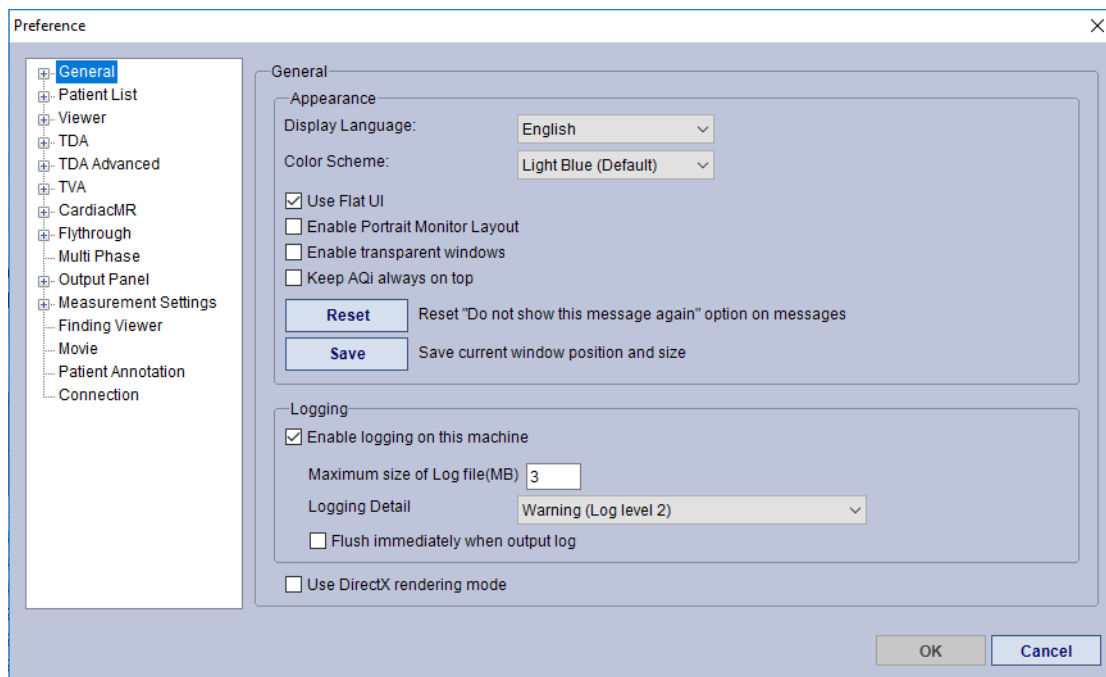 Preference
General
Patient List
Viewer
TDA
TDA Advanced
TVA
CardiacMR
Flythrough
Multi Phase
Output Panel
Measurement Settings
Finding Viewer
Movie
Patient Annotation
Connection
General
Appearance
Display Language: English
Color Scheme: Light Blue (Default)
Use Flat UI
Enable Portrait Monitor Layout
Enable transparent windows
Keep AQi always on top
Reset Reset "Do not show this message again" option on messages
Save Save current window position and size
Logging
Enable logging on this machine
Maximum size of Log file(MB) 3
Logging Detail Warning (Log level 2)
Flush immediately when output log
Use DirectX rendering mode
OK Cancel